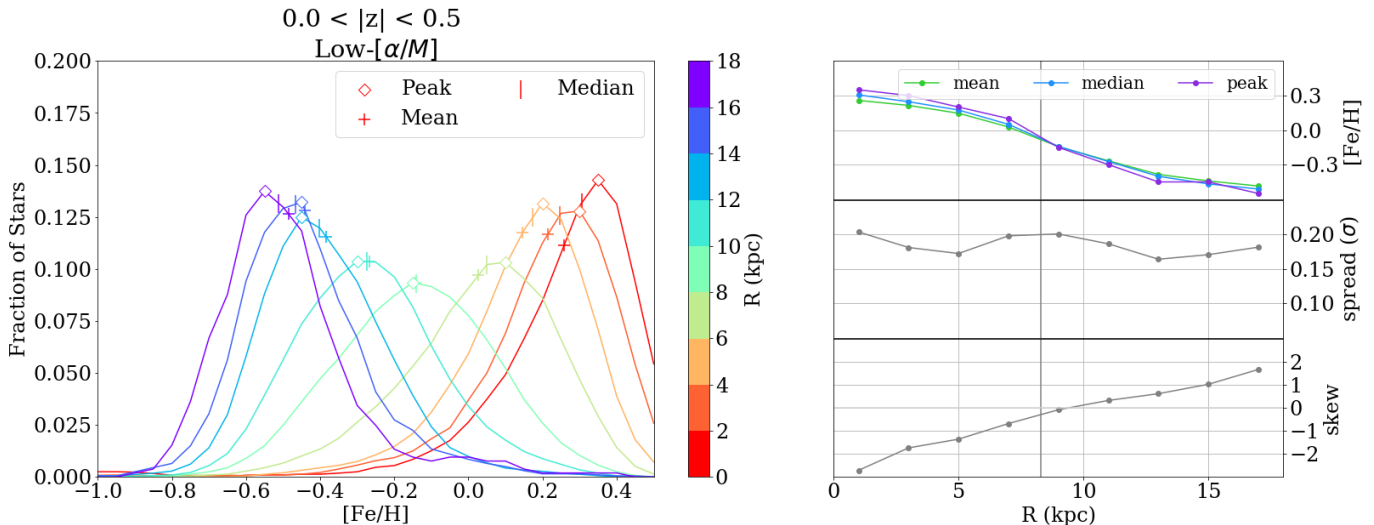 0.0 < |z| < 0.5
Low-[α/M]
Fraction of Stars
0.200
0.175
0.150
0.125
0.100
0.075
0.050
0.025
0.000
−1.0 −0.8 −0.6 −0.4 −0.2 0.0 0.2 0.4
[Fe/H]
Peak
Mean
Median
18
16
14
12
10
8
6
4
2
0
R (kpc)
mean median peak
0.3
0.0
−0.3
[Fe/H]
0.20
0.15
0.10
spread (σ)
2
1
0
−1
−2
skew
0 5 10 15
R (kpc)